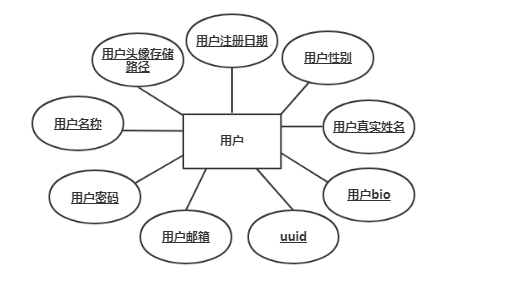 用户注册日期
用户头像存储
路径
用户性别
用户名称
用户
用户真实姓名
用户密码
用户bio
用户邮箱
uuid